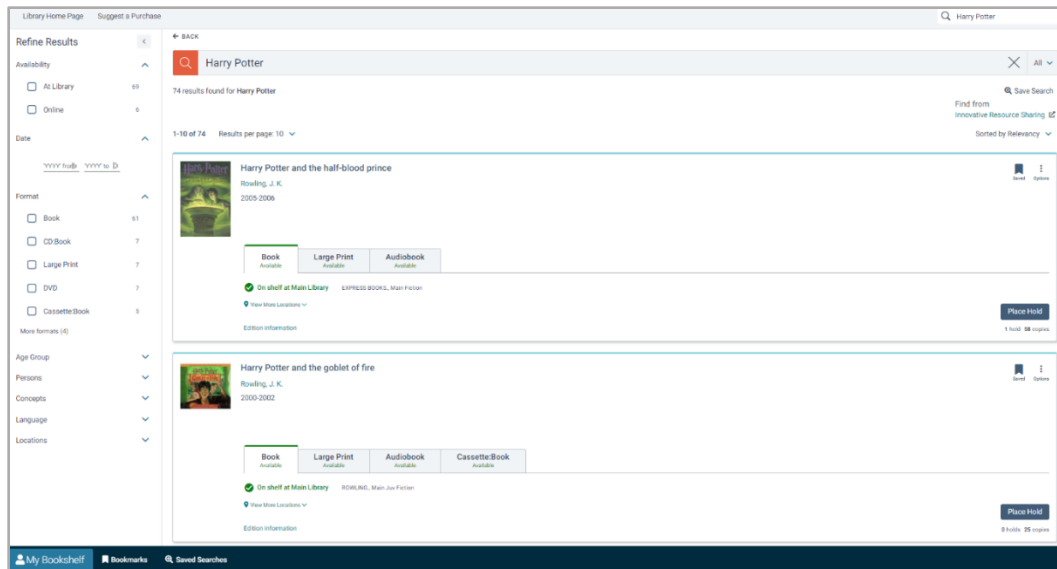 Library Home Page Suggest a Purchase
Harry Potter
Refine Results
Availability
At Library 69
Online 6
Date
YYYY to
Format
Book 61
CD:Book 7
Large Print 7
DVD 7
Cassette:Book 5
More formats (4)
Age Group
Persons
Concepts
Language
Locations
BACK
Harry Potter All
74 results found for Harry Potter
Save Search
Find from
Innovative Resource Sharing
1-10 of 74 Results per page: 10
Sorted by Relevancy
Harry Potter
Harry Potter and the half-blood prince
Rowling, J. K.
2005-2006
Saved Options
Book Large Print Audiobook
Available Available Available
On shelf at Main Library EXPRESS BOOKS, Main Fiction
View More Locations
Edition Information
Place Hold
1 hold 58 copies
Harry Potter and the goblet of fire
Rowling, J. K.
2000-2002
Saved Options
Book Large Print Audiobook Cassette:Book
Available Available Available Available
On shelf at Main Library ROWLING, Main Juv Fiction
View More Locations
Edition Information
Place Hold
holds 25 copies
My Bookshelf Bookmarks Saved Searches